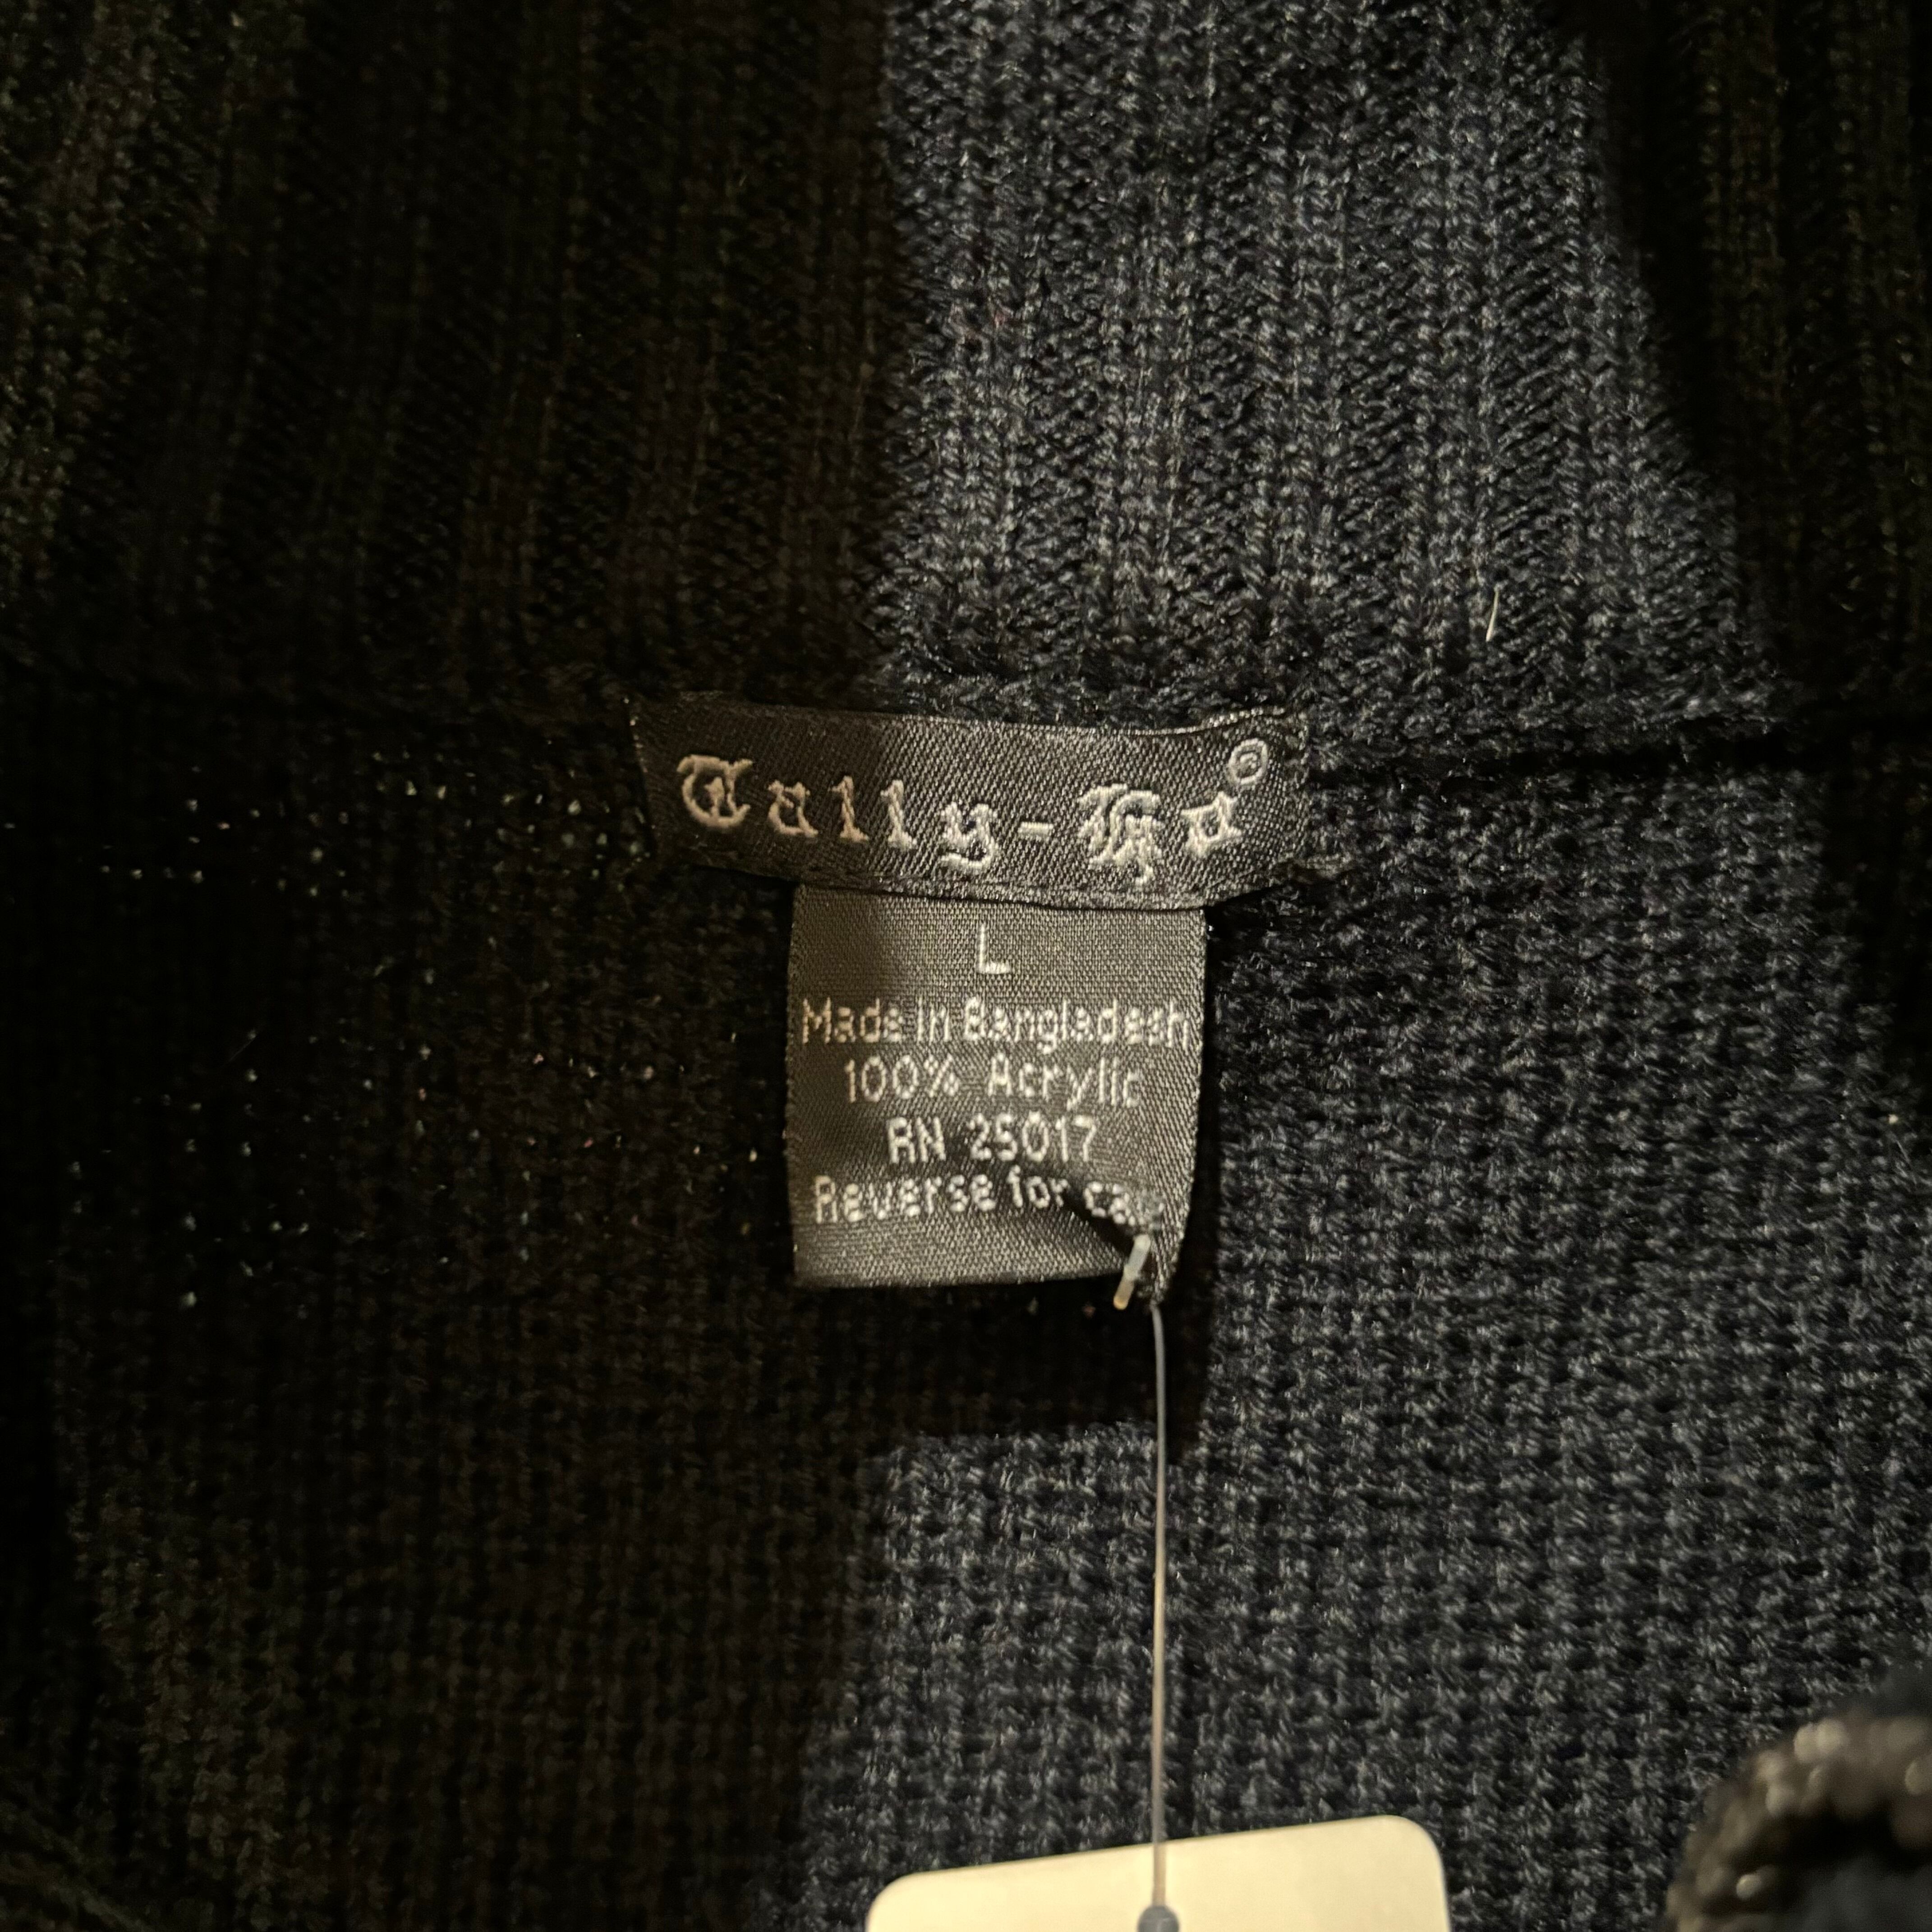 Tally-Ho®
L
Made in Bangladesh
100% Acrylic
RN 25017
Reverse for